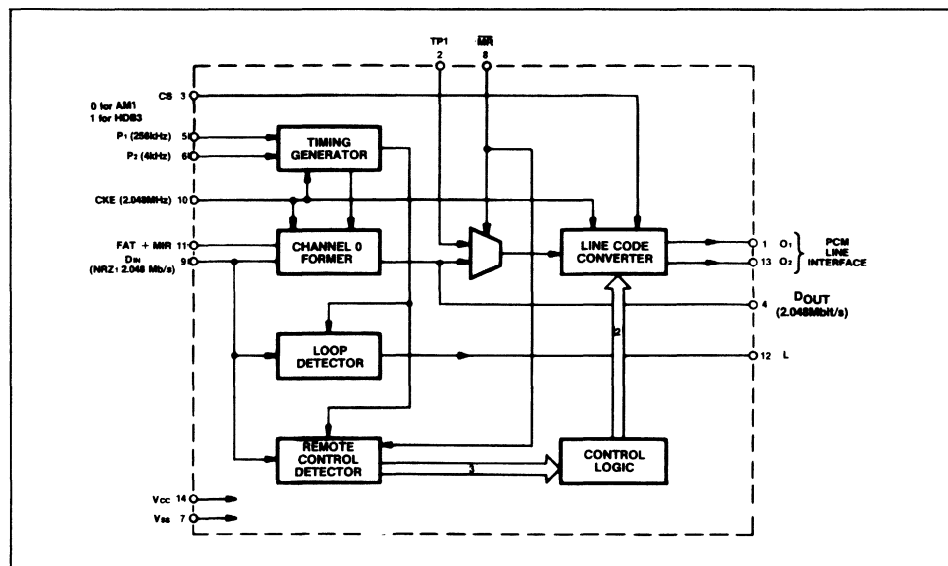 TP1
2
MR
8
CS 3
0 for AM1
1 for HDB3
P1 (256kHz) 5
P2 (4kHz) 6
TIMING
GENERATOR
CKE (2.048MHz) 10
FAT + MIR 11
DIN 9
(NRZ: 2.048 Mb/s)
CHANNEL 0
FORMER
LINE CODE
CONVERTER
1 O1
13 O2
PCM
LINE
INTERFACE
4 DOUT
(2.048Mbit/s)
2
LOOP
DETECTOR
12 L
REMOTE
CONTROL
DETECTOR
3
CONTROL
LOGIC
Vcc 14
Vss 7